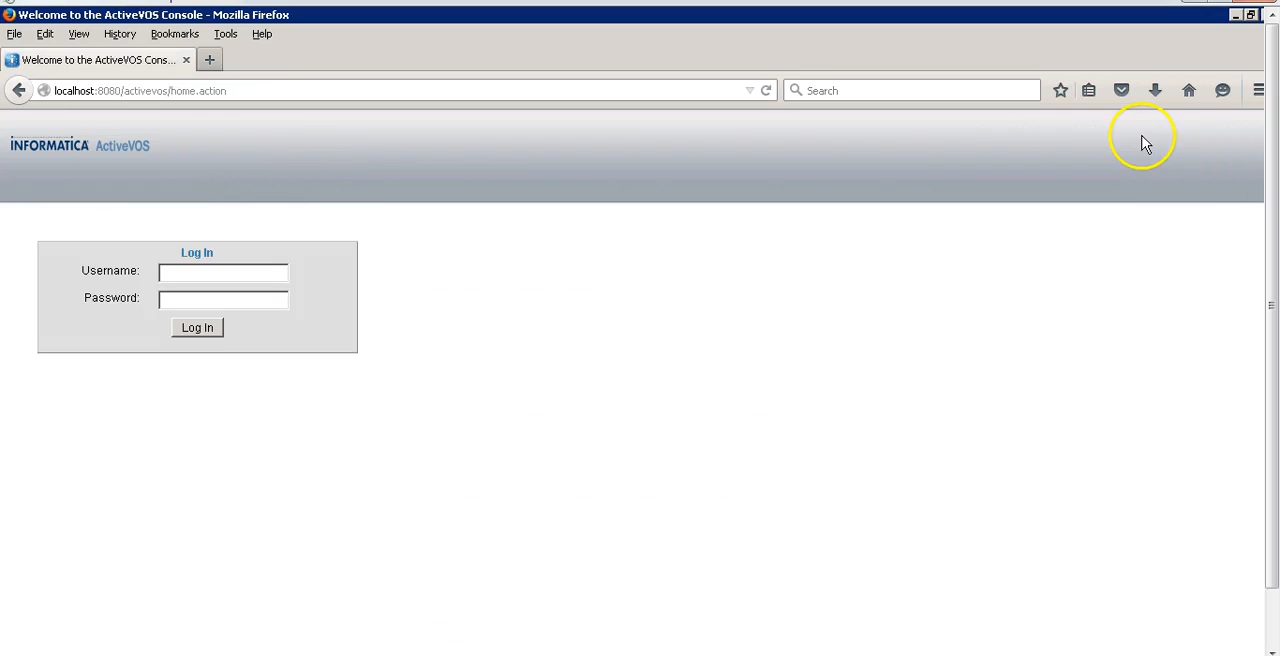 Welcome to the ActiveVOS Console - Mozilla Firefox
File Edit View History Bookmarks Tools Help
Welcome to the ActiveVOS Cons...
localhost:8080/activevos/home.action
Search
INFORMATICA ActiveVOS
Log In
Username:
Password:
Log In